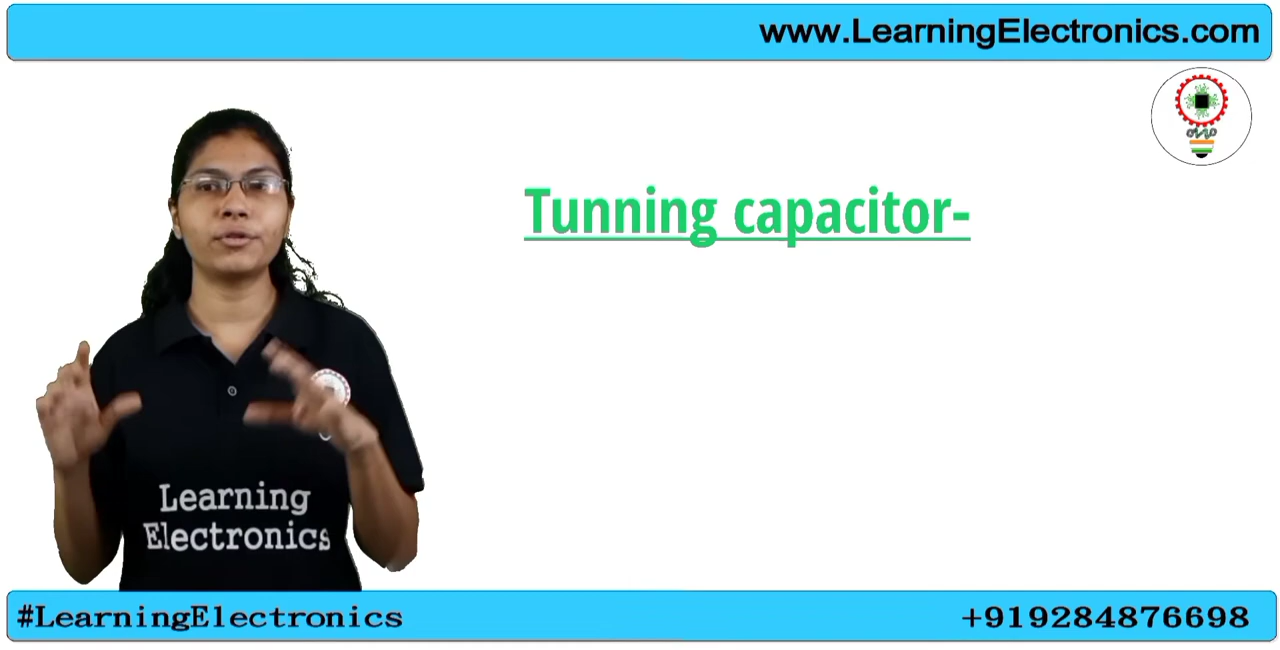 www.LearningElectronics.com
Tunning capacitor-
Learning
Electronics
#LearningElectronics
+919284876698